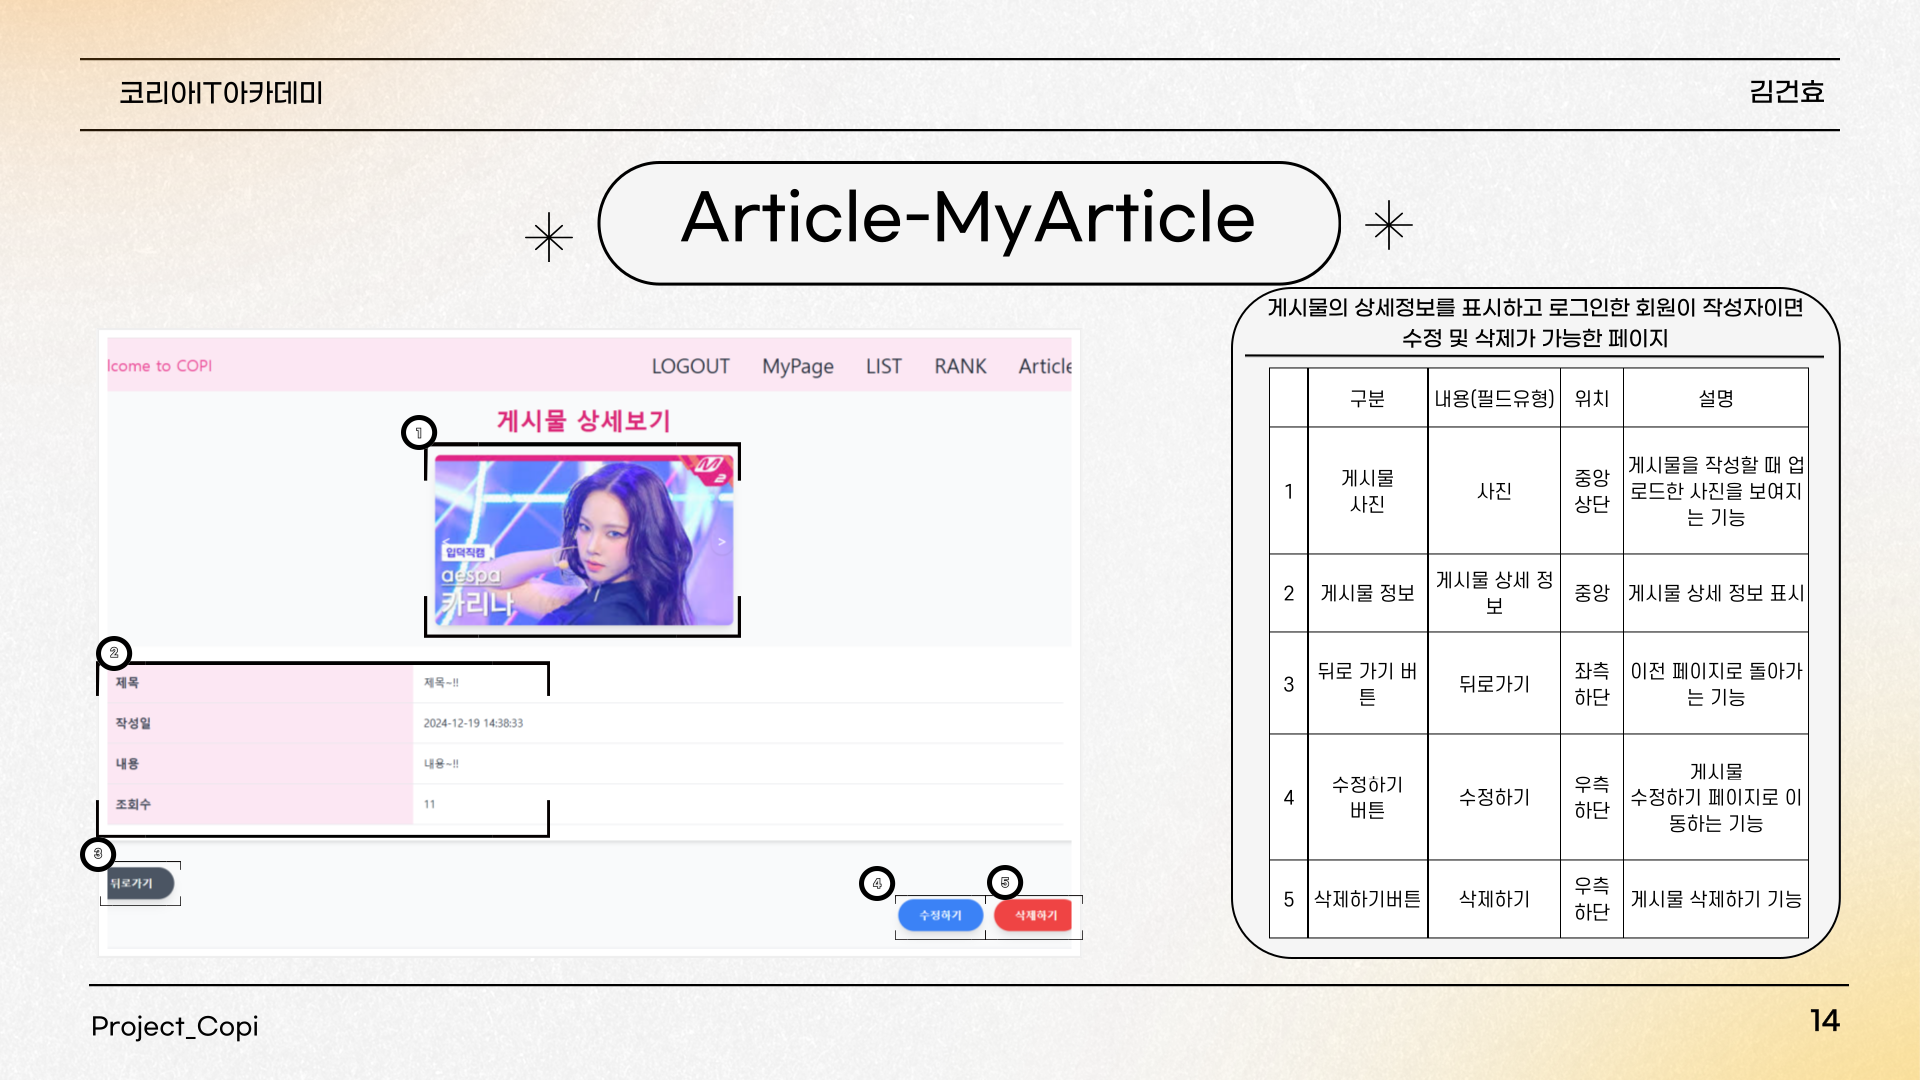 코리아IT아카데미
김건효
Article-MyArticle
lcome to COPI
LOGOUT MyPage LIST RANK Article
게시물 상세보기
1
M
2
입덕직캠
aespa
카리나
<
>
2
제목 제목~!!
작성일 2024-12-19 14:38:33
내용 내용~!!
조회수 11
3
뒤로가기
4
5
수정하기
삭제하기
게시물의 상세정보를 표시하고 로그인한 회원이 작성자이면
수정 및 삭제가 가능한 페이지
구분 내용(필드유형) 위치 설명
1
게시물
사진
사진
중앙
상단
게시물을 작성할 때 업
로드한 사진을 보여지
는 기능
2
게시물 정보
게시물 상세 정
보
중앙
게시물 상세 정보 표시
3
뒤로 가기 버
튼
뒤로가기
좌측
하단
이전 페이지로 돌아가
는 기능
4
수정하기
버튼
수정하기
우측
하단
게시물
수정하기 페이지로 이
동하는 기능
5
삭제하기버튼
삭제하기
우측
하단
게시물 삭제하기 기능
Project_Copi
14